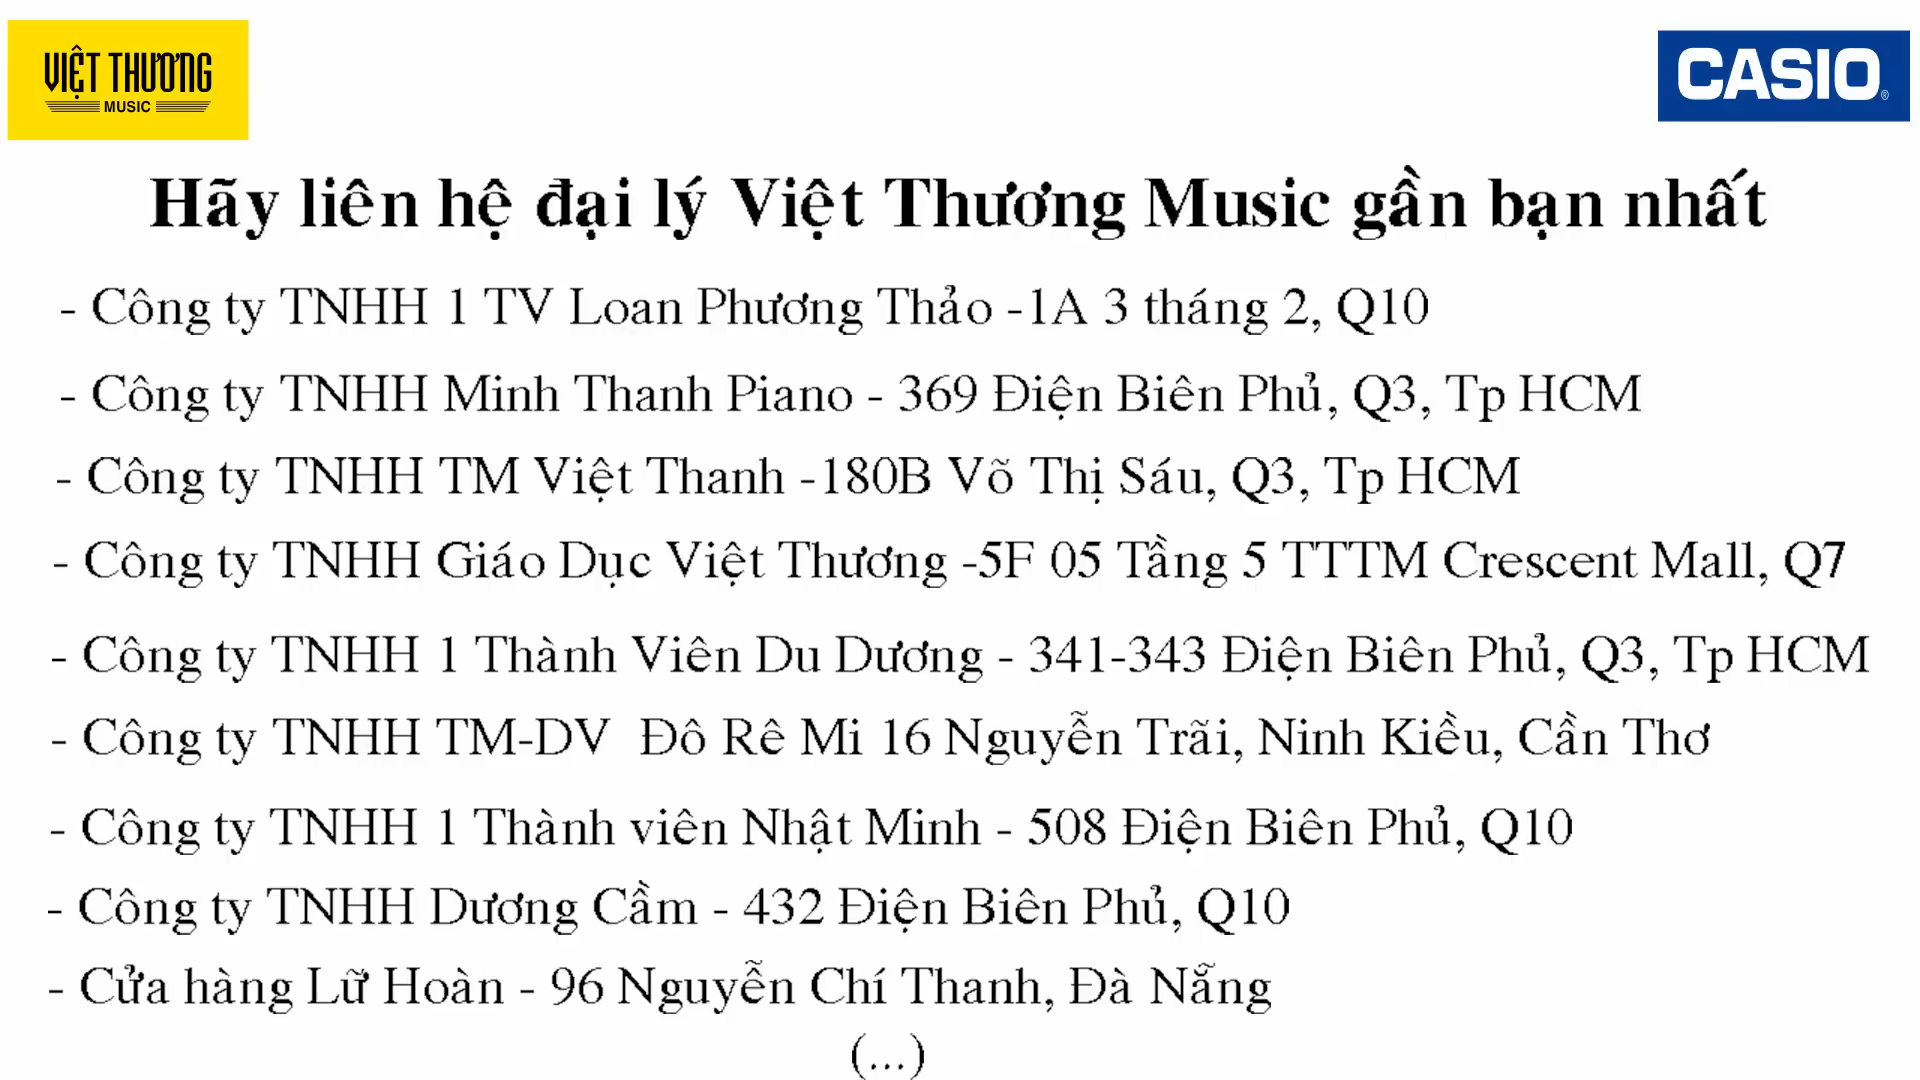 VIỆT THƯƠNG
MUSIC
CASIO®
Hãy liên hệ đại lý Việt Thương Music gần bạn nhất
- Công ty TNHH 1 TV Loan Phương Thảo -1A 3 tháng 2, Q10
- Công ty TNHH Minh Thanh Piano - 369 Điện Biên Phủ, Q3, Tp HCM
- Công ty TNHH TM Việt Thanh -180B Võ Thị Sáu, Q3, Tp HCM
- Công ty TNHH Giáo Dục Việt Thương -5F 05 Tầng 5 TTTM Crescent Mall, Q7
- Công ty TNHH 1 Thành Viên Du Dương - 341-343 Điện Biên Phủ, Q3, Tp HCM
- Công ty TNHH TM-DV Đô Rê Mi 16 Nguyễn Trãi, Ninh Kiều, Cần Thơ
- Công ty TNHH 1 Thành viên Nhật Minh - 508 Điện Biên Phủ, Q10
- Công ty TNHH Dương Cầm - 432 Điện Biên Phủ, Q10
- Cửa hàng Lữ Hoàn - 96 Nguyễn Chí Thanh, Đà Nẵng
(...)